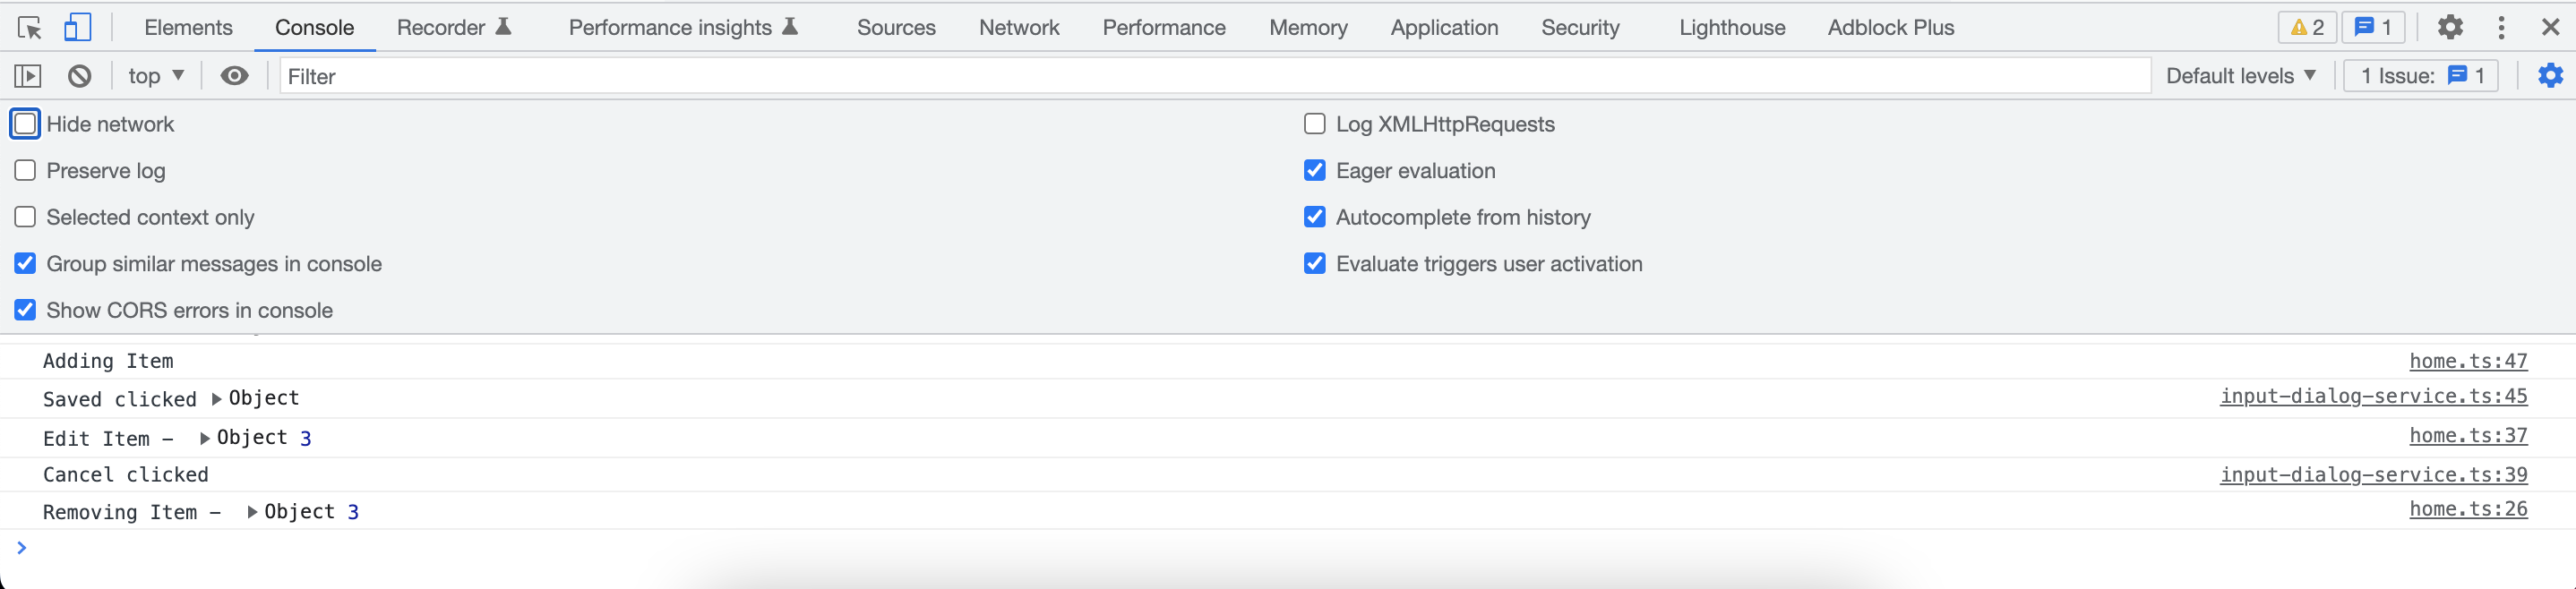 Elements Console Recorder Performance insights Sources Network Performance Memory Application Security Lighthouse Adblock Plus 2 1
top Filter Default levels 1 Issue: 1
Hide network Log XMLHttpRequests
Preserve log Eager evaluation
Selected context only Autocomplete from history
Group similar messages in console Evaluate triggers user activation
Show CORS errors in console
Adding Item home.ts:47
Saved clicked Object input-dialog-service.ts:45
Edit Item - Object 3 home.ts:37
Cancel clicked input-dialog-service.ts:39
Removing Item - Object 3 home.ts:26